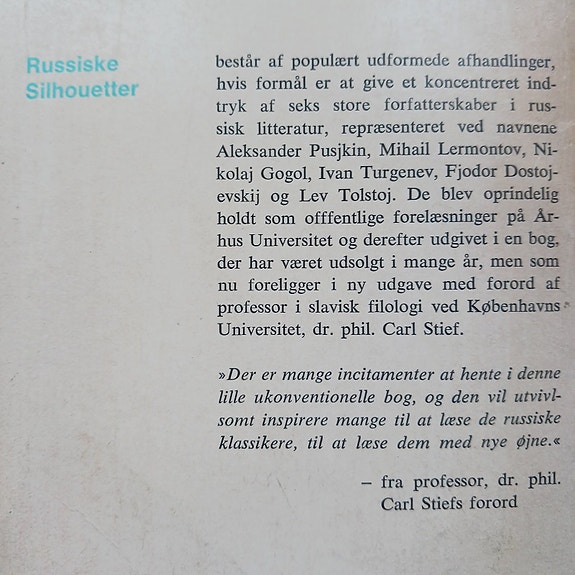 Russiske
Silhouetter
består af populært udformede afhandlinger,
hvis formål er at give et koncentreret ind-
tryk af seks store forfatterskaber i rus-
sisk litteratur, repræsenteret ved navnene
Aleksander Pusjkin, Mihail Lermontov, Ni-
kolaj Gogol, Ivan Turgenev, Fjodor Dostoj-
evskij og Lev Tolstoj. De blev oprindelig
holdt som offfentlige forelæsninger på År-
hus Universitet og derefter udgivet i en bog,
der har været udsolgt i mange år, men som
nu foreligger i ny udgave med forord af
professor i slavisk filologi ved Københavns
Universitet, dr. phil. Carl Stief.
»Der er mange incitamenter at hente i denne
lille ukonventionelle bog, og den vil utvivl-
somt inspirere mange til at læse de russiske
klassikere, til at læse dem med nye øjne.«
– fra professor, dr. phil.
Carl Stiefs forord